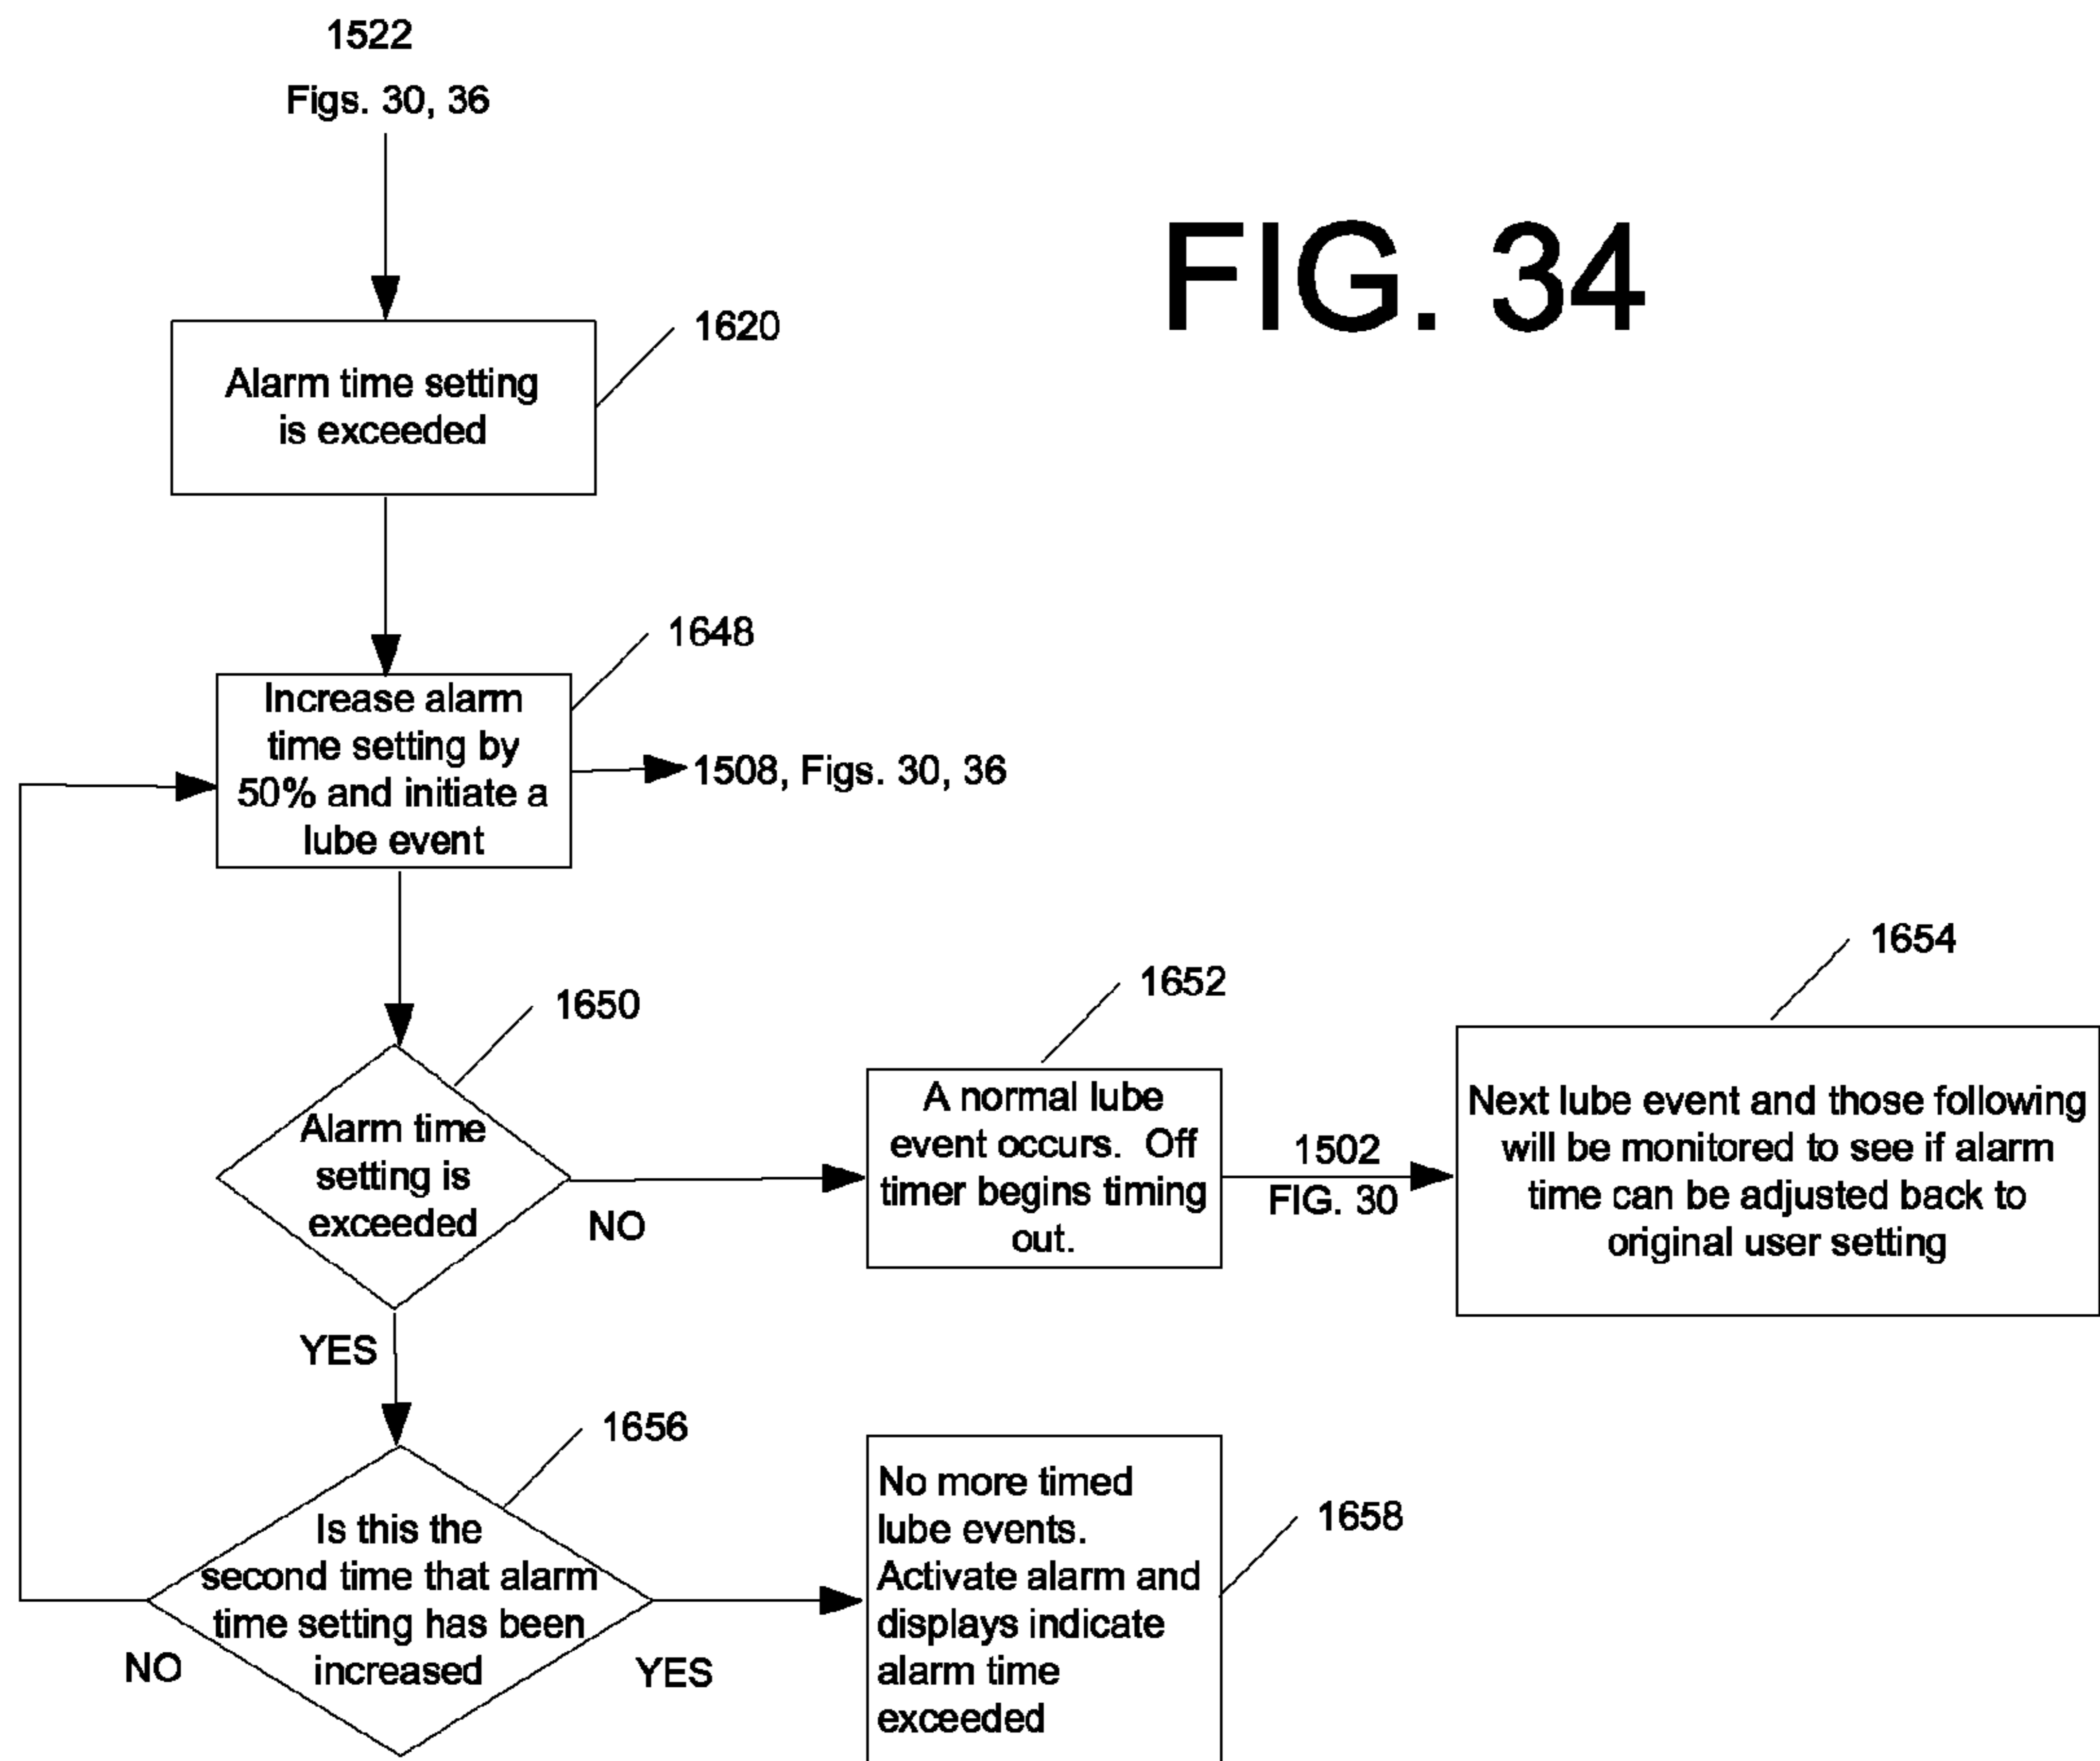 1522
Figs. 30, 36
FIG. 34
1620
Alarm time setting
is exceeded
1648
Increase alarm
time setting by
50% and initiate a
lube event
1508, Figs. 30, 36
1650
Alarm time
setting is
exceeded
NO
YES
1652
A normal lube
event occurs. Off
timer begins timing
out.
1502
FIG. 30
1654
Next lube event and those following
will be monitored to see if alarm
time can be adjusted back to
original user setting
1656
Is this the
second time that alarm
time setting has been
increased
NO
YES
1658
No more timed
lube events.
Activate alarm and
displays indicate
alarm time
exceeded